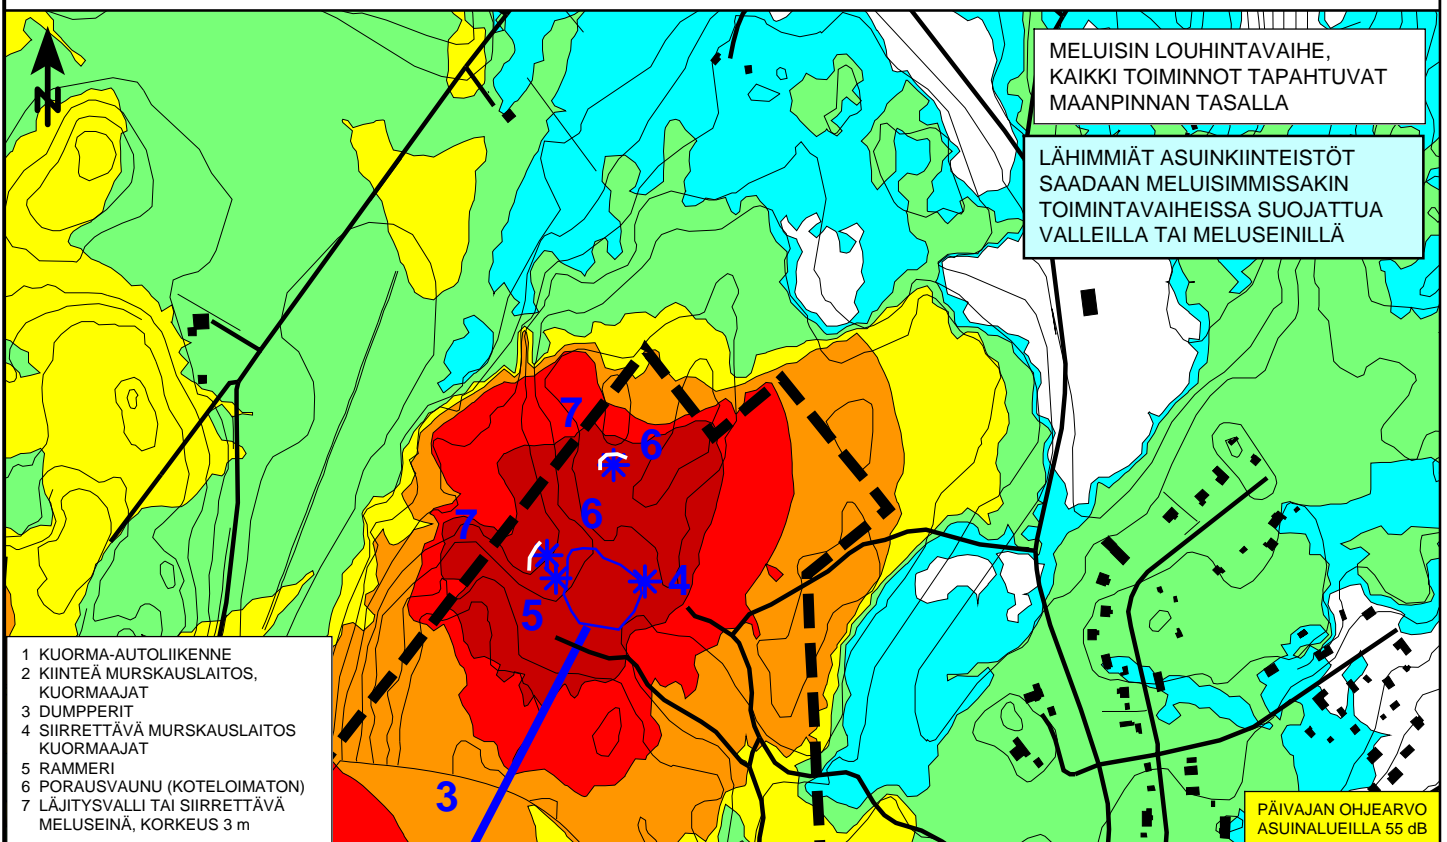 N
MELUISIN LOUHINTAVAIHE,
KAIKKI TOIMINNOT TAPAHTUVAT
MAANPINNAN TASALLA
LÄHIMMIÄT ASUINKIINTEISTÖT
SAADAAN MELUISIMMISSAKIN
TOIMINTAVAIHEISSA SUOJATTUA
VALLEILLA TAI MELUSEINILLÄ
7
6
7
6
4
5
3
1 KUORMA-AUTOLIIKENNE
2 KIINTEÄ MURSKAUSLAITOS,
KUORMAAJAT
3 DUMPPERIT
4 SIIRRETTÄVÄ MURSKAUSLAITOS
KUORMAAJAT
5 RAMMERI
6 PORAUSVAUNU (KOTELOIMATON)
7 LÄJITYSVALLI TAI SIIRRETTÄVÄ
MELUSEINÄ, KORKEUS 3 m
PÄIVAJAN OHJEARVO
ASUINALUEILLA 55 dB